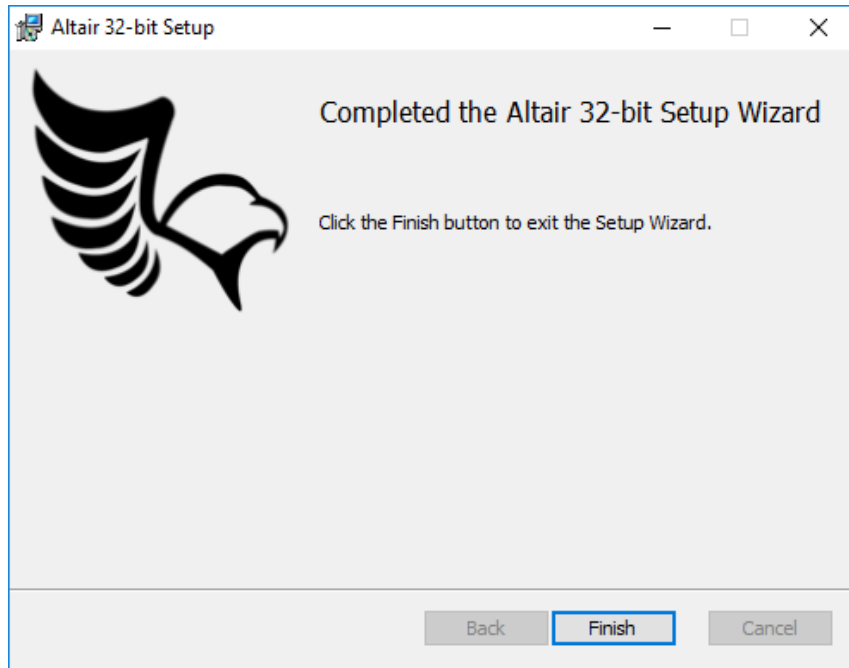 Altair 32-bit Setup
Completed the Altair 32-bit Setup Wizard
Click the Finish button to exit the Setup Wizard.
Back Finish Cancel